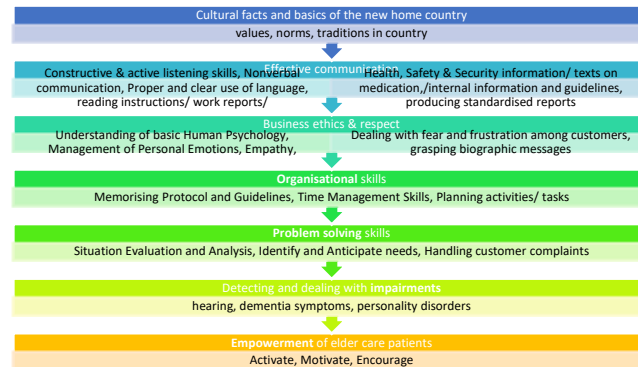 Cultural facts and basics of the new home country
values, norms, traditions in country
Effective communication
Constructive & active listening skills, Nonverbal
communication, Proper and clear use of language,
reading instructions/ work reports/
Health, Safety & Security information/ texts on
medication,/internal information and guidelines,
producing standardised reports
Business ethics & respect
Understanding of basic Human Psychology,
Management of Personal Emotions, Empathy,
Dealing with fear and frustration among customers,
grasping biographic messages
Organisational skills
Memorising Protocol and Guidelines, Time Management Skills, Planning activities/ tasks
Problem solving skills
Situation Evaluation and Analysis, Identify and Anticipate needs, Handling customer complaints
Detecting and dealing with impairments
hearing, dementia symptoms, personality disorders
Empowerment of elder care patients
Activate, Motivate, Encourage